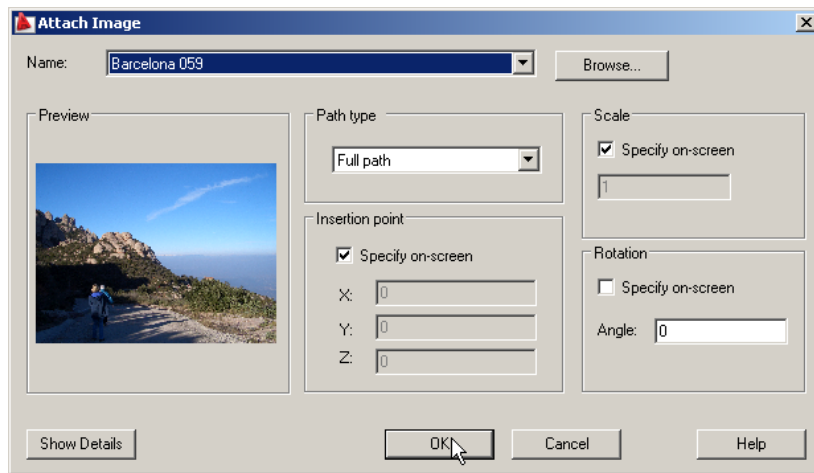 Attach Image
Name: Barcelona 059 Browse...
Preview
Path type
Full path
Scale
Specify on-screen
1
Insertion point
Specify on-screen
X: 0
Y: 0
Z: 0
Rotation
Specify on-screen
Angle: 0
Show Details OK Cancel Help